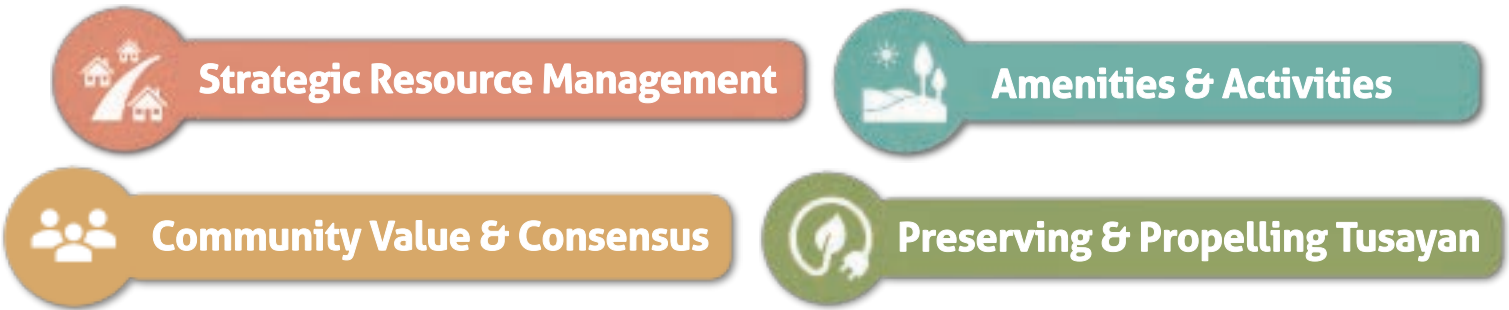 Strategic Resource Management
Amenities & Activities
Community Value & Consensus
Preserving & Propelling Tusayan